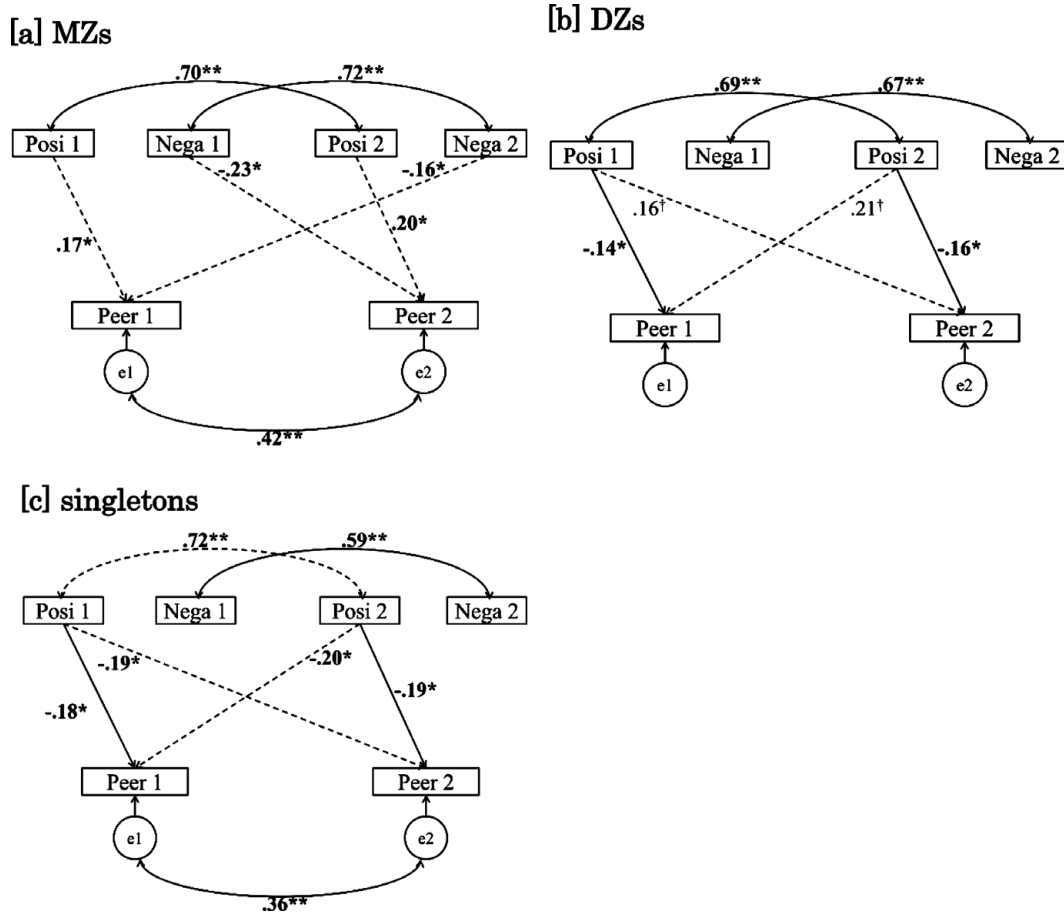 [a] MZs
.70** .72**
Posi 1 Nega 1 Posi 2 Nega 2
-.23* -.16*
.17* .20*
Peer 1 Peer 2
e1 e2
.42**
[b] DZs
.69** .67**
Posi 1 Nega 1 Posi 2 Nega 2
.16† .21†
-.14* -.16*
Peer 1 Peer 2
e1 e2
[c] singletons
.72** .59**
Posi 1 Nega 1 Posi 2 Nega 2
-.19* -.20*
-.18* -.19*
Peer 1 Peer 2
e1 e2
.36**